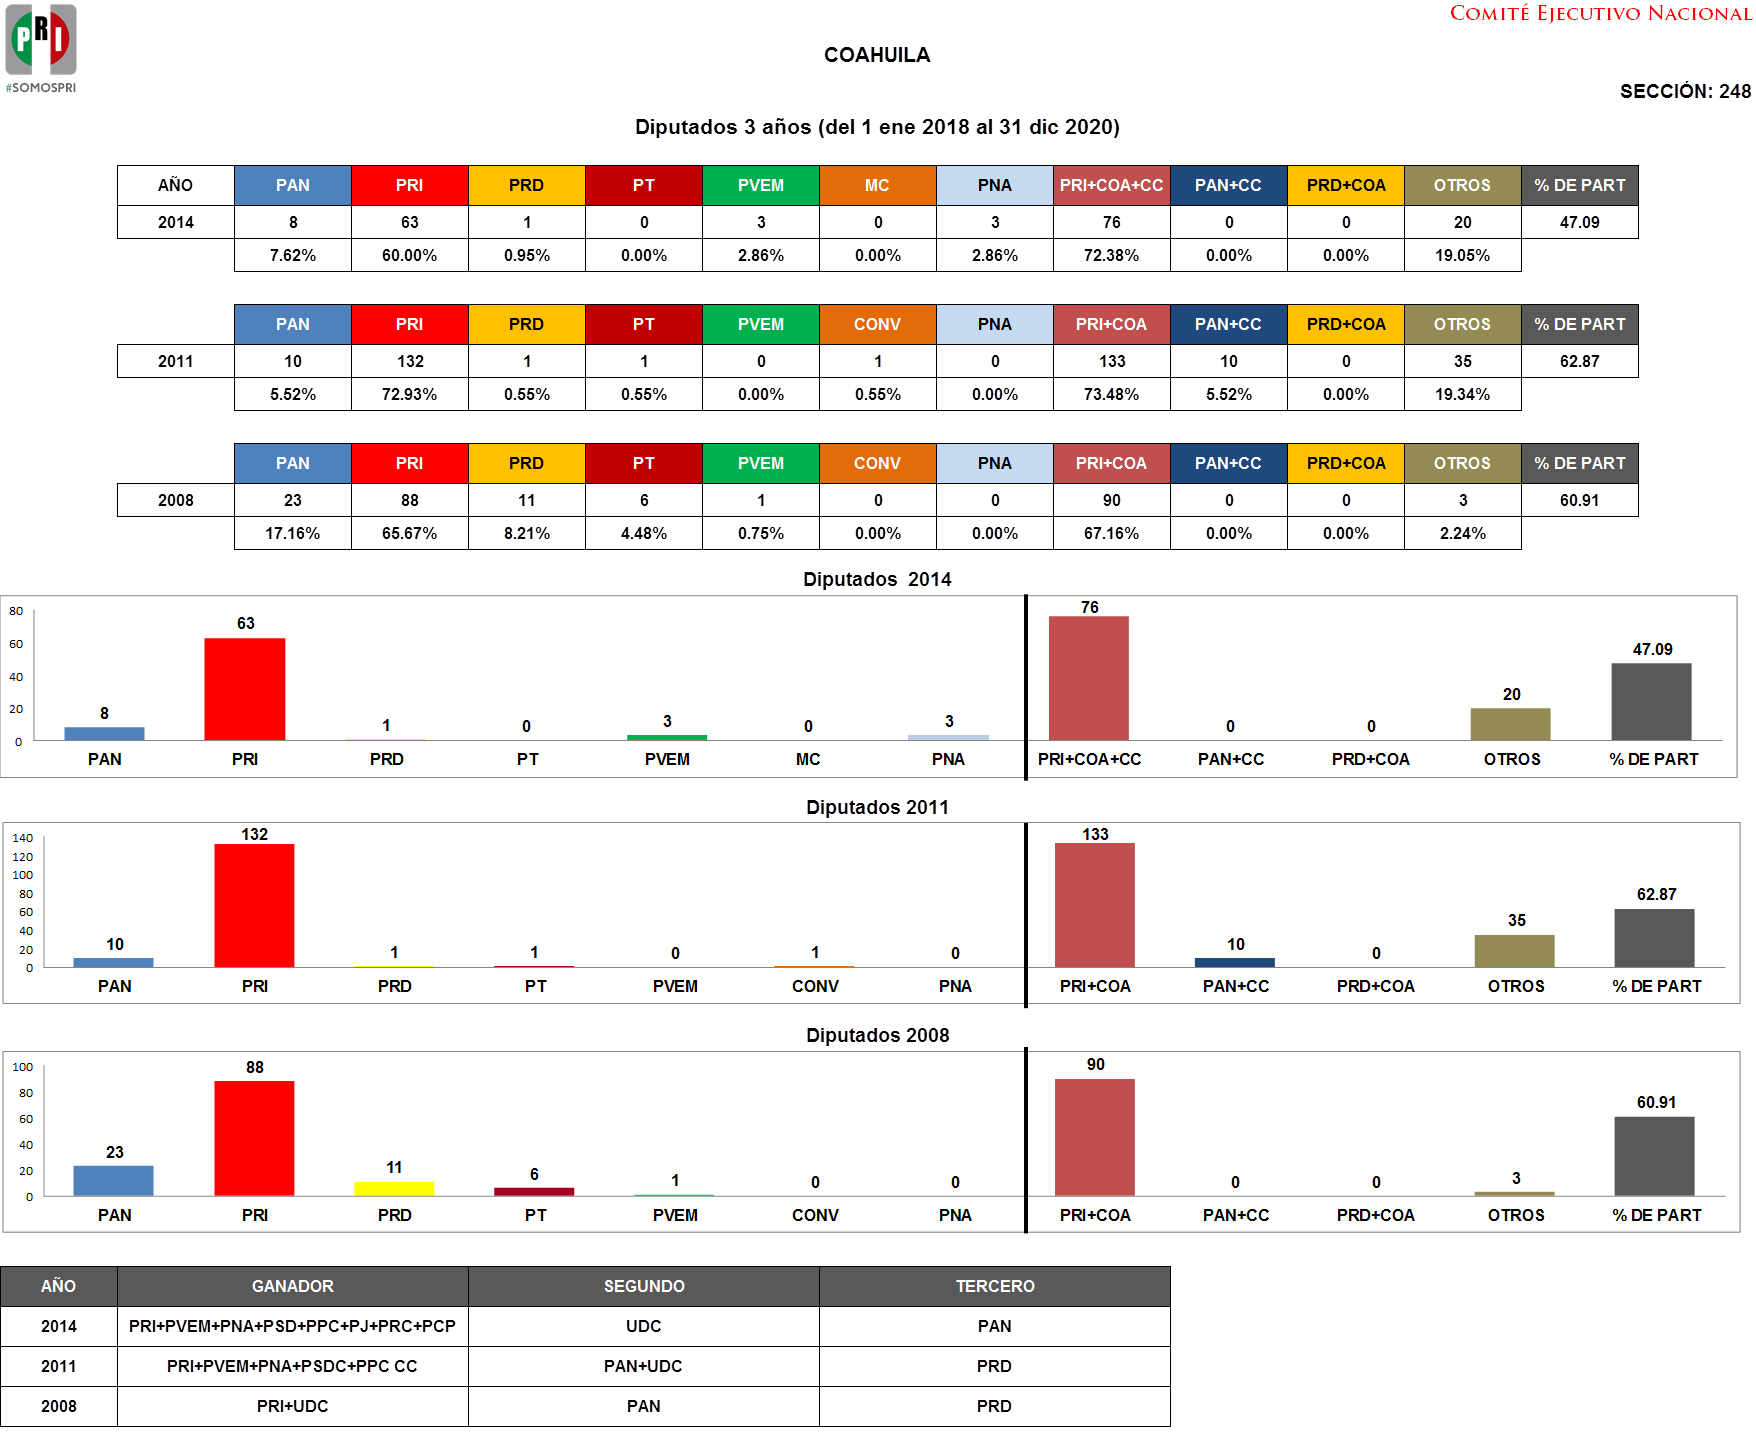 PRI
#SOMOSPRI
COMITÉ EJECUTIVO NACIONAL
COAHUILA
SECCIÓN: 248
Diputados 3 años (del 1 ene 2018 al 31 dic 2020)
AÑO PAN PRI PRD PT PVEM MC PNA PRI+COA+CC PAN+CC PRD+COA OTROS % DE PART
2014 8 63 1 0 3 0 3 76 0 0 20 47.09
7.62% 60.00% 0.95% 0.00% 2.86% 0.00% 2.86% 72.38% 0.00% 0.00% 19.05%
PAN PRI PRD PT PVEM CONV PNA PRI+COA PAN+CC PRD+COA OTROS % DE PART
2011 10 132 1 1 0 1 0 133 10 0 35 62.87
5.52% 72.93% 0.55% 0.55% 0.00% 0.55% 0.00% 73.48% 5.52% 0.00% 19.34%
PAN PRI PRD PT PVEM CONV PNA PRI+COA PAN+CC PRD+COA OTROS % DE PART
2008 23 88 11 6 1 0 0 90 0 0 3 60.91
17.16% 65.67% 8.21% 4.48% 0.75% 0.00% 0.00% 67.16% 0.00% 0.00% 2.24%
Diputados 2014
80
60
40
20
0
8 63 1 0 3 0 3 76 0 0 20 47.09
PAN PRI PRD PT PVEM MC PNA PRI+COA+CC PAN+CC PRD+COA OTROS % DE PART
Diputados 2011
140
120
100
80
60
40
20
0
10 132 1 1 0 1 0 133 10 0 35 62.87
PAN PRI PRD PT PVEM CONV PNA PRI+COA PAN+CC PRD+COA OTROS % DE PART
Diputados 2008
100
80
60
40
20
0
23 88 11 6 1 0 0 90 0 0 3 60.91
PAN PRI PRD PT PVEM CONV PNA PRI+COA PAN+CC PRD+COA OTROS % DE PART
AÑO GANADOR SEGUNDO TERCERO
2014 PRI+PVEM+PNA+PSD+PPC+PJ+PRC+PCP UDC PAN
2011 PRI+PVEM+PNA+PSDC+PPC CC PAN+UDC PRD
2008 PRI+UDC PAN PRD